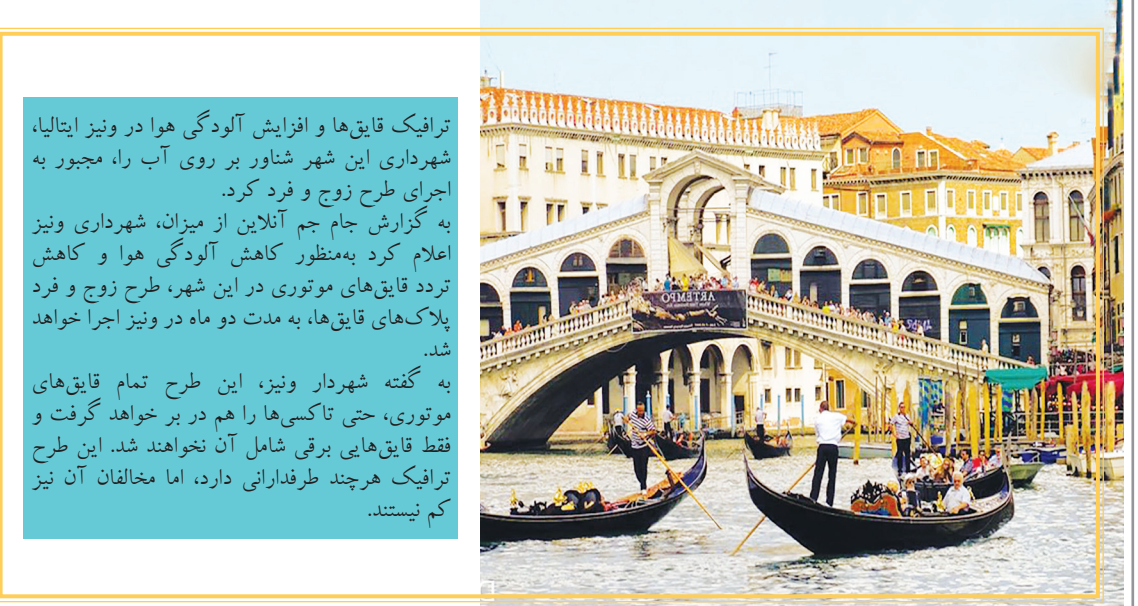 ترافیک قایق‌ها و افزایش آلودگی هوا در ونیز ایتالیا،
شهرداری این شهر شناور بر روی آب را، مجبور به
اجرای طرح زوج و فرد کرد.
به گزارش جام جم آنلاین از میزان، شهرداری ونیز
اعلام کرد به‌منظور کاهش آلودگی هوا و کاهش
تردد قایق‌های موتوری در این شهر، طرح زوج و فرد
پلاک‌های قایق‌ها، به مدت دو ماه در ونیز اجرا خواهد
شد.
به گفته شهردار ونیز، این طرح تمام قایق‌های
موتوری، حتی تاکسی‌ها را هم در بر خواهد گرفت و
فقط قایق‌هایی برقی شامل آن نخواهند شد. این طرح
ترافیک هرچند طرفدارانی دارد، اما مخالفان آن نیز
کم نیستند.
ARTEMPO